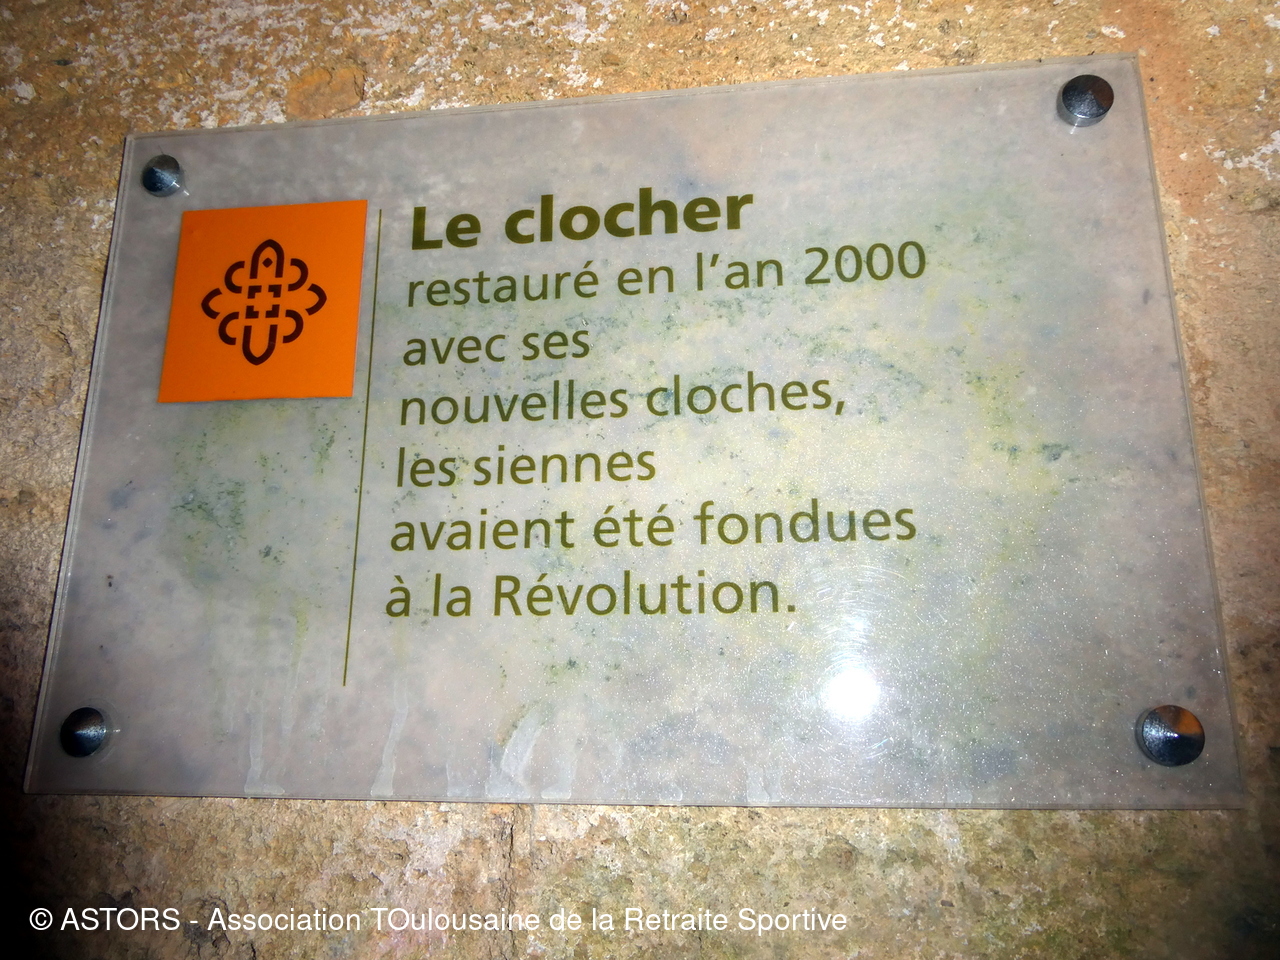 Le clocher
restauré en l’an 2000
avec ses
nouvelles cloches,
les siennes
avaient été fondues
à la Révolution.
© ASTORS - Association TOulousaine de la Retraite Sportive